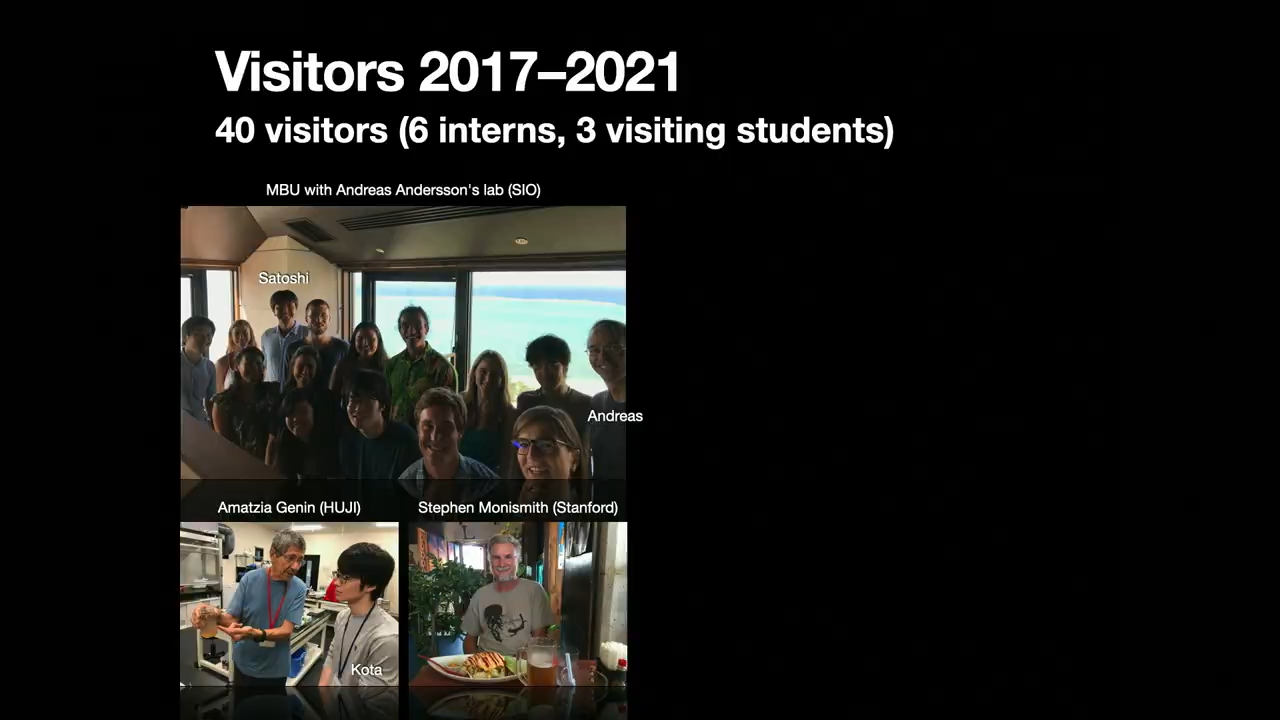 Visitors 2017–2021
40 visitors (6 interns, 3 visiting students)
MBU with Andreas Andersson's lab (SIO)
Satoshi
Andreas
Amatzia Genin (HUJI)
Stephen Monismith (Stanford)
Kota